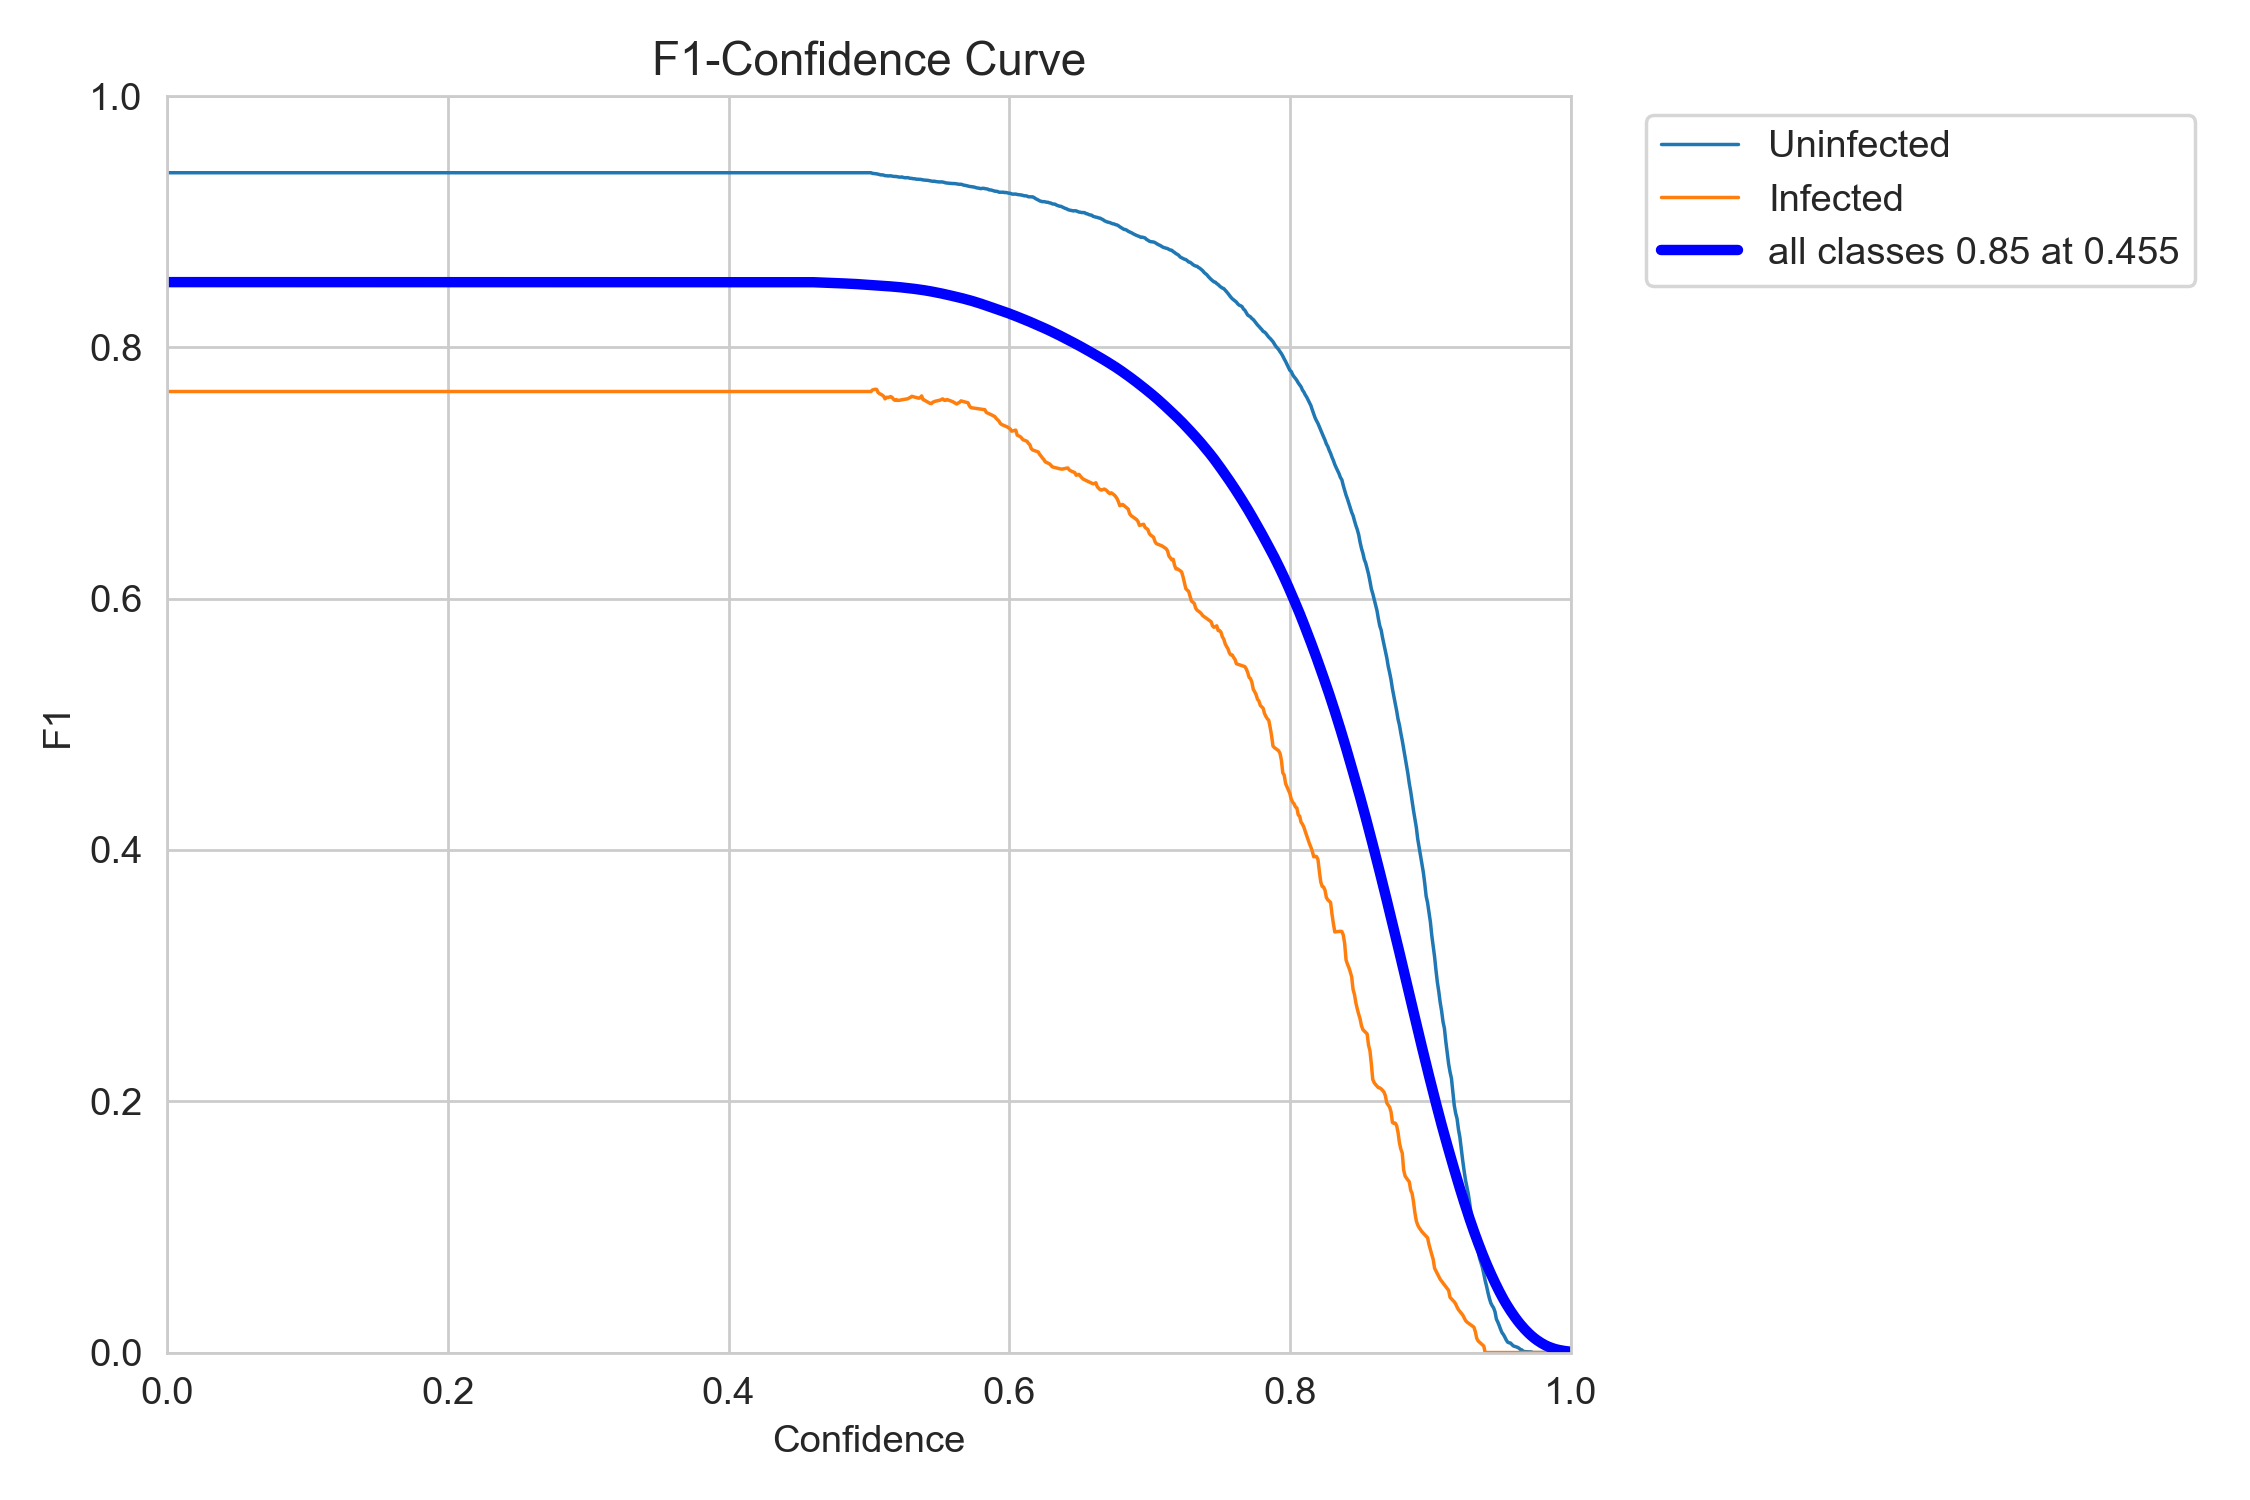 F1-Confidence Curve
1.0
0.8
0.6
0.4
0.2
0.0
F1
0.0 0.2 0.4 0.6 0.8 1.0
Confidence
Uninfected
Infected
all classes 0.85 at 0.455